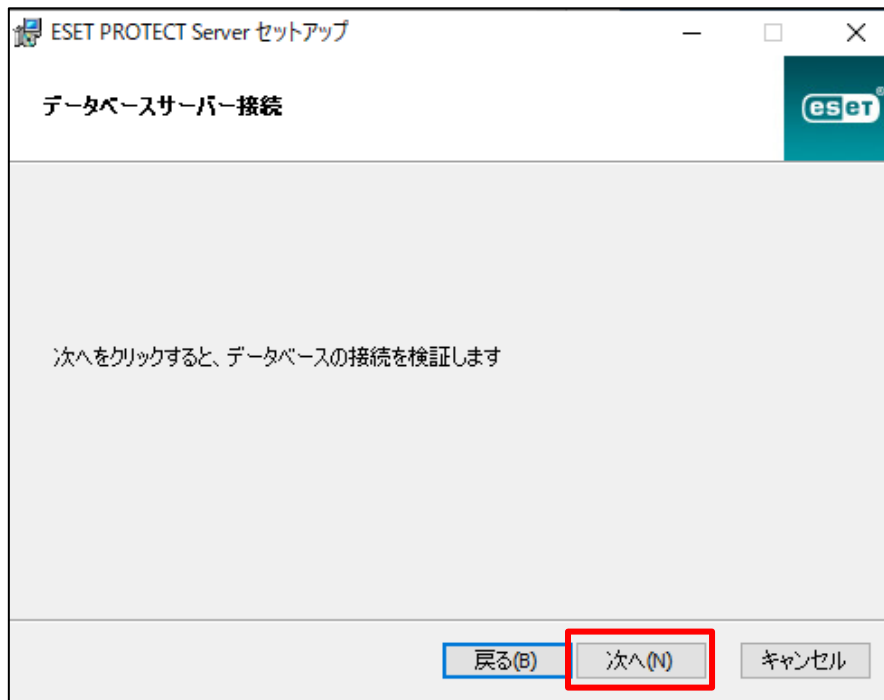 ESET PROTECT Server セットアップ
データベースサーバー接続
eseT®
次へをクリックすると、データベースの接続を検証します
戻る(B) 次へ(N) キャンセル